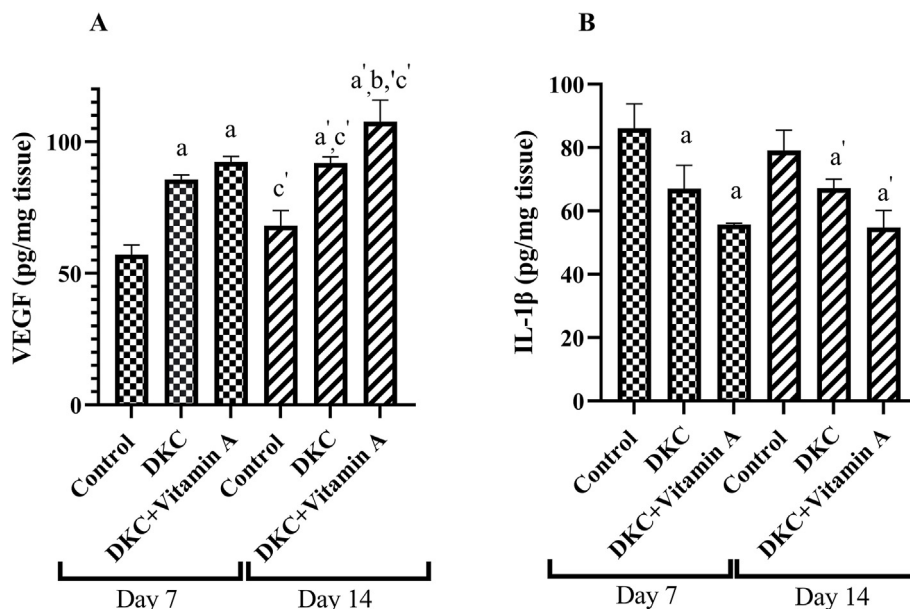 A
VEGF (pg/mg tissue)
100
50
0
a
a
c'
a',c'
a',b,'c'
Control
DKC
DKC+Vitamin A
Control
DKC
DKC+Vitamin A
Day 7
Day 14
B
IL-1β (pg/mg tissue)
100
80
60
40
20
0
a
a
a'
a'
Control
DKC
DKC+Vitamin A
Control
DKC
DKC+Vitamin A
Day 7
Day 14